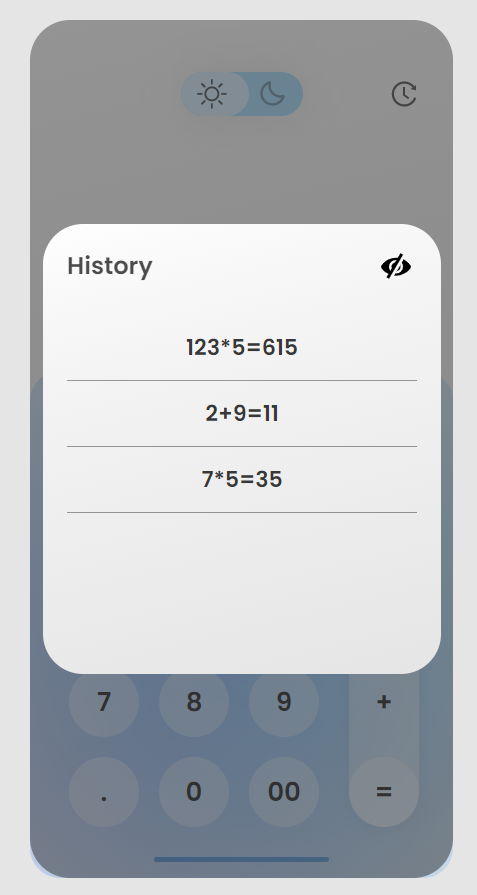 History
123*5=615
2+9=11
7*5=35
7 8 9 +
. 0 00 =